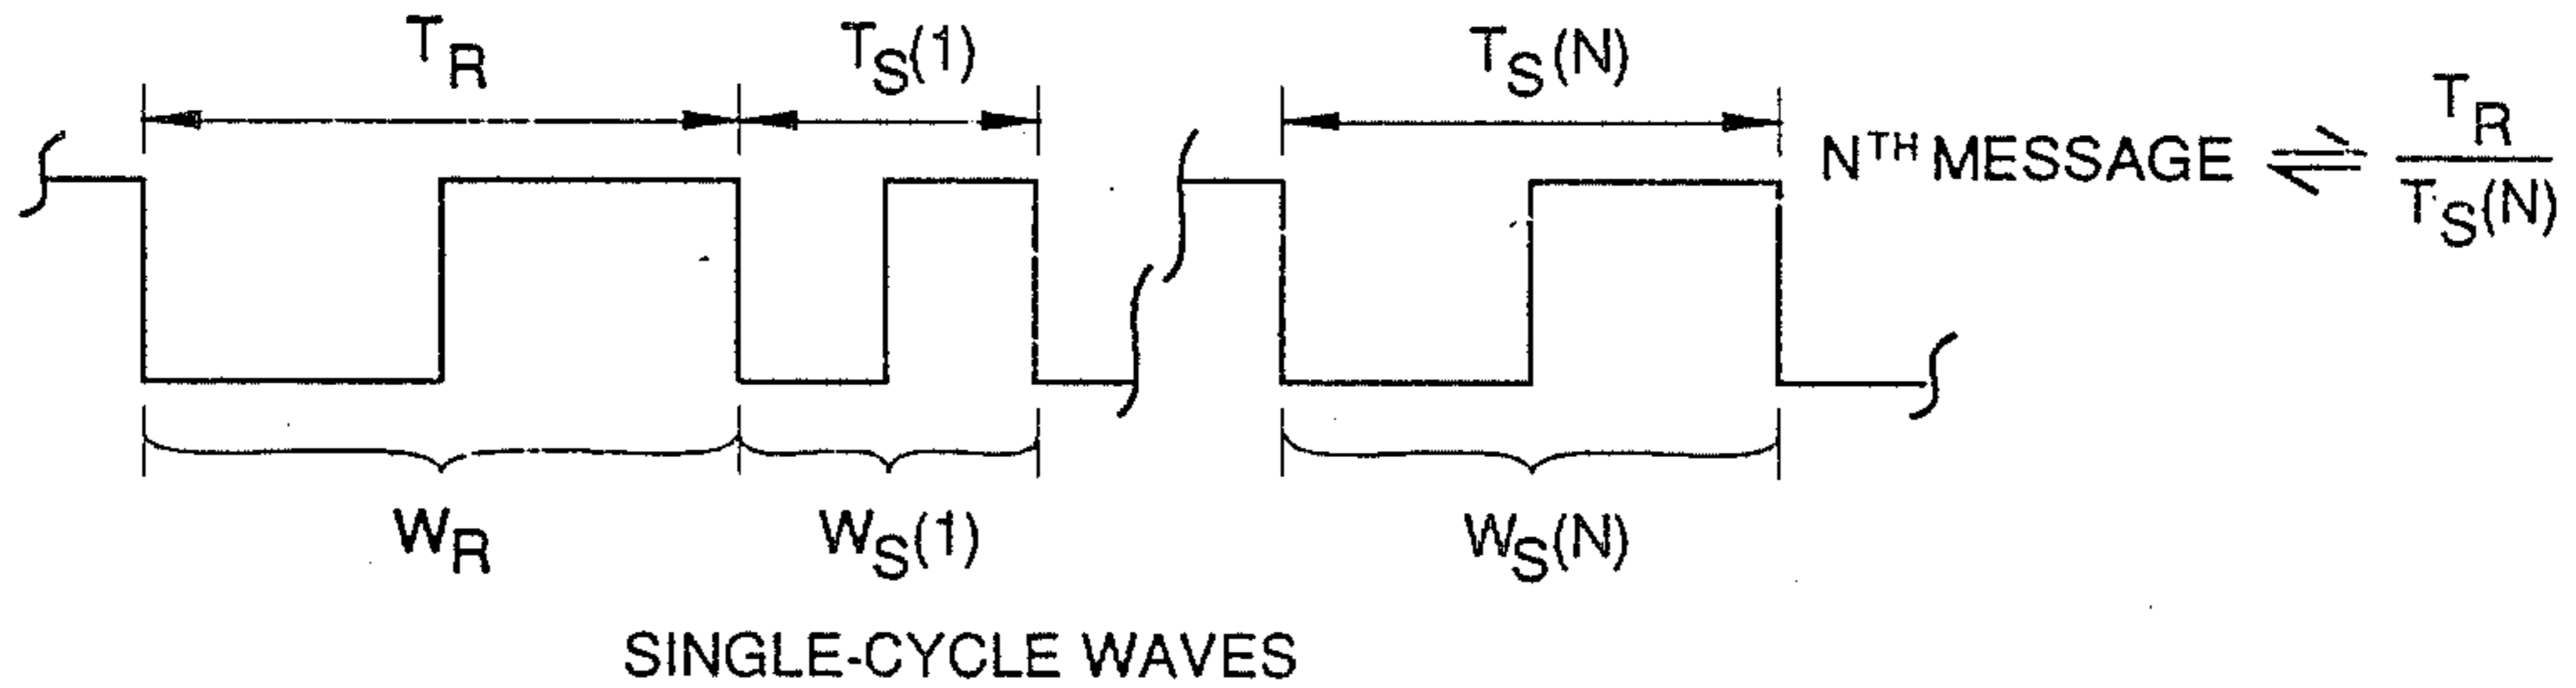 T_R
T_S(1)
T_S(N)
N^TH MESSAGE ⇌ T_R / T_S(N)
W_R
W_S(1)
W_S(N)
SINGLE-CYCLE WAVES